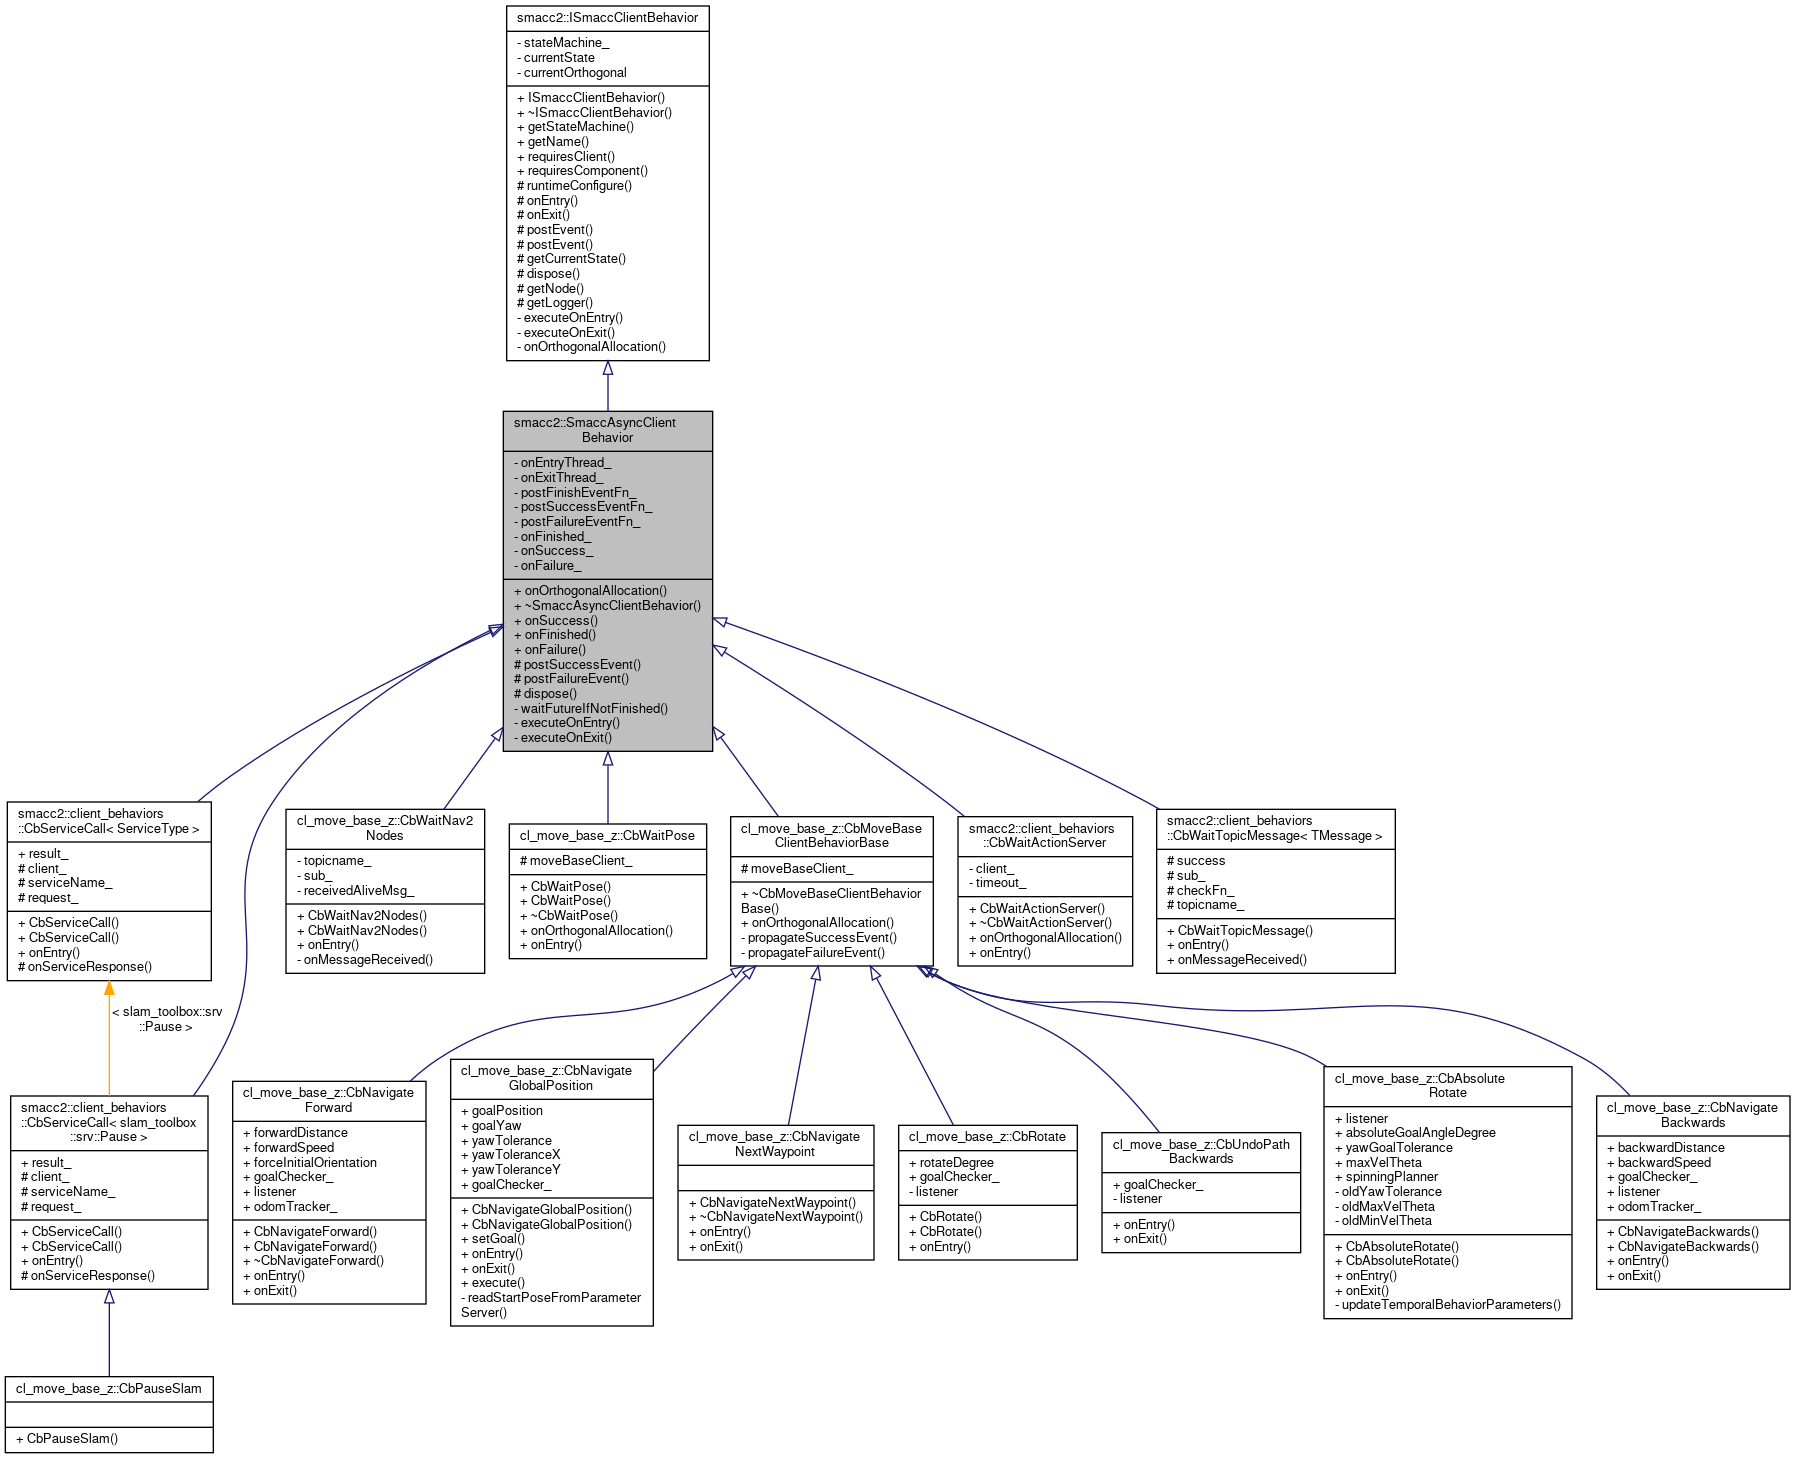 smacc2::ISmaccClientBehavior
- stateMachine_
- currentState
- currentOrthogonal
+ ISmaccClientBehavior()
+ ~ISmaccClientBehavior()
+ getStateMachine()
+ getName()
+ requiresClient()
+ requiresComponent()
# runtimeConfigure()
# onEntry()
# onExit()
# postEvent()
# postEvent()
# getCurrentState()
# dispose()
# getNode()
# getLogger()
- executeOnEntry()
- executeOnExit()
- onOrthogonalAllocation()
smacc2::SmaccAsyncClient
Behavior
- onEntryThread_
- onExitThread_
- postFinishEventFn_
- postSuccessEventFn_
- postFailureEventFn_
- onFinished_
- onSuccess_
- onFailure_
+ onOrthogonalAllocation()
+ ~SmaccAsyncClientBehavior()
+ onSuccess()
+ onFinished()
+ onFailure()
# postSuccessEvent()
# postFailureEvent()
# dispose()
- waitFutureIfNotFinished()
- executeOnEntry()
- executeOnExit()
smacc2::client_behaviors
::CbServiceCall< ServiceType >
+ result_
# client_
# serviceName_
# request_
+ CbServiceCall()
+ CbServiceCall()
+ onEntry()
# onServiceResponse()
cl_move_base_z::CbWaitNav2
Nodes
- topicname_
- sub_
- receivedAliveMsg_
+ CbWaitNav2Nodes()
+ CbWaitNav2Nodes()
+ onEntry()
- onMessageReceived()
cl_move_base_z::CbWaitPose
# moveBaseClient_
+ CbWaitPose()
+ CbWaitPose()
+ ~CbWaitPose()
+ onOrthogonalAllocation()
+ onEntry()
cl_move_base_z::CbMoveBase
ClientBehaviorBase
# moveBaseClient_
+ ~CbMoveBaseClientBehavior
Base()
+ onOrthogonalAllocation()
- propagateSuccessEvent()
- propagateFailureEvent()
smacc2::client_behaviors
::CbWaitActionServer
- client_
- timeout_
+ CbWaitActionServer()
+ ~CbWaitActionServer()
+ onOrthogonalAllocation()
+ onEntry()
smacc2::client_behaviors
::CbWaitTopicMessage< TMessage >
# success
# sub_
# checkFn_
# topicname_
+ CbWaitTopicMessage()
+ onEntry()
+ onMessageReceived()
< slam_toolbox::srv
::Pause >
smacc2::client_behaviors
::CbServiceCall< slam_toolbox
::srv::Pause >
+ result_
# client_
# serviceName_
# request_
+ CbServiceCall()
+ CbServiceCall()
+ onEntry()
# onServiceResponse()
cl_move_base_z::CbNavigate
Forward
+ forwardDistance
+ forwardSpeed
+ forceInitialOrientation
+ goalChecker_
+ listener
+ odomTracker_
+ CbNavigateForward()
+ CbNavigateForward()
+ ~CbNavigateForward()
+ onEntry()
+ onExit()
cl_move_base_z::CbNavigate
GlobalPosition
+ goalPosition
+ goalYaw
+ yawTolerance
+ yawToleranceX
+ yawToleranceY
+ goalChecker_
+ CbNavigateGlobalPosition()
+ CbNavigateGlobalPosition()
+ setGoal()
+ onEntry()
+ onExit()
+ execute()
- readStartPoseFromParameter
Server()
cl_move_base_z::CbNavigate
NextWaypoint
+ CbNavigateNextWaypoint()
+ ~CbNavigateNextWaypoint()
+ onEntry()
+ onExit()
cl_move_base_z::CbRotate
+ rotateDegree
+ goalChecker_
- listener
+ CbRotate()
+ CbRotate()
+ onEntry()
cl_move_base_z::CbUndoPath
Backwards
+ goalChecker_
- listener
+ onEntry()
+ onExit()
cl_move_base_z::CbAbsolute
Rotate
+ listener
+ absoluteGoalAngleDegree
+ yawGoalTolerance
+ maxVelTheta
+ spinningPlanner
- oldYawTolerance
- oldMaxVelTheta
- oldMinVelTheta
+ CbAbsoluteRotate()
+ CbAbsoluteRotate()
+ onEntry()
+ onExit()
- updateTemporalBehaviorParameters()
cl_move_base_z::CbNavigate
Backwards
+ backwardDistance
+ backwardSpeed
+ goalChecker_
+ listener
+ odomTracker_
+ CbNavigateBackwards()
+ CbNavigateBackwards()
+ onEntry()
+ onExit()
cl_move_base_z::CbPauseSlam
+ CbPauseSlam()